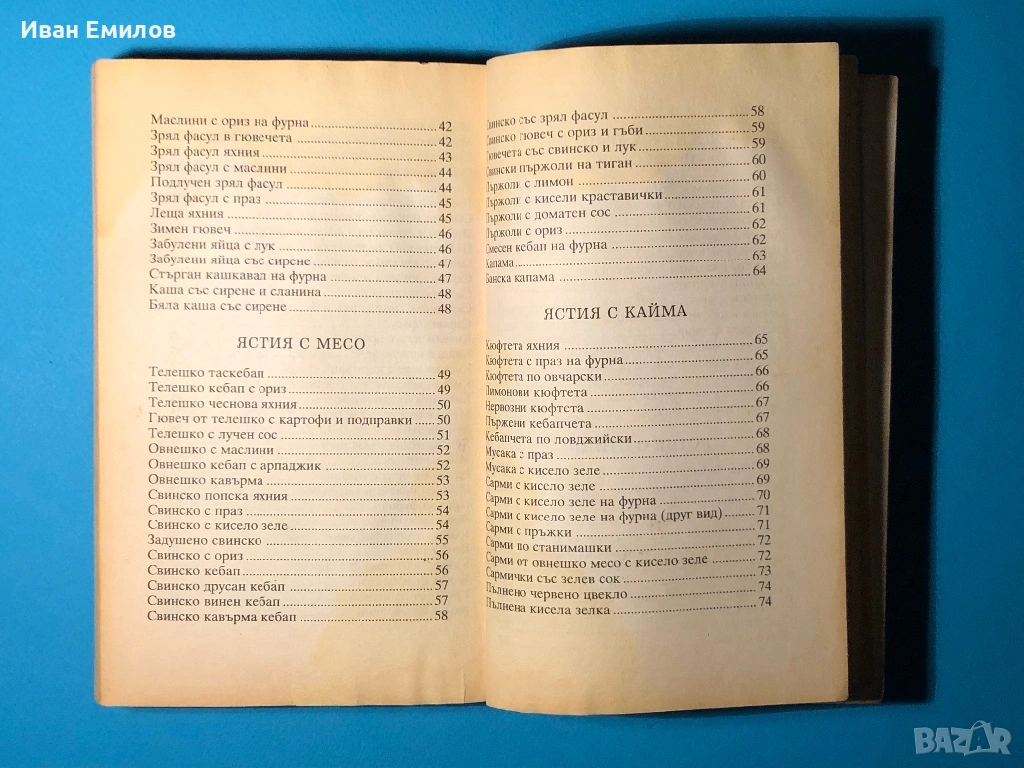 Иван Емилов
Маслини с ориз на фурна 42
Зрял фасул в гювечета 42
Зрял фасул яхния 43
Зрял фасул с маслини 44
Подлучен зрял фасул 44
Зрял фасул с праз 45
Леща яхния 45
Зимен гювеч 46
Забулени яйца с лук 46
Забулени яйца със сирене 47
Стърган кашкавал на фурна 47
Каша със сирене и сланина 48
Бяла каша със сирене 48
ЯСТИЯ С МЕСО
Телешко таскебап 49
Телешко кебап с ориз 49
Телешко чеснова яхния 50
Гювеч от телешко с картофи и подправки 50
Телешко с лучен сос 51
Овнешко с маслини 52
Овнешко кебап с арпаджик 52
Овнешко кавърма 53
Свинско попска яхния 53
Свинско с праз 54
Свинско с кисело зеле 54
Задушено свинско 55
Свинско с ориз 56
Свинско кебап 56
Свинско друсан кебап 57
Свинско винен кебап 57
Свинско кавърма кебап 58
Свинско със зрял фасул 58
Свинско гювеч с ориз и гъби 59
Гювечета със свинско и лук 59
Свински пържоли на тиган 60
Пържоли с лимон 60
Пържоли с кисели краставички 61
Пържоли с доматен сос 61
Пържоли с ориз 62
Смесен кебап на фурна 62
Капама 63
Банска капама 64
ЯСТИЯ С КАЙМА
Кюфтета яхния 65
Кюфтета с праз на фурна 65
Кюфтета по овчарски 66
Лимонови кюфтета 66
Нервозни кюфтета 67
Пържени кебапчета 67
Кебапчета по ловджийски 68
Мусака с праз 68
Мусака с кисело зеле 69
Сарми с кисело зеле 69
Сарми с кисело зеле на фурна 70
Сарми с кисело зеле на фурна (друг вид) 71
Сарми с пръжки 71
Сарми по станимашки 72
Сарми от овнешко месо с кисело зеле 72
Сармички със зелев сок 73
Пълнено червено цвекло 74
Пълнена кисела зелка 74
BAZAR